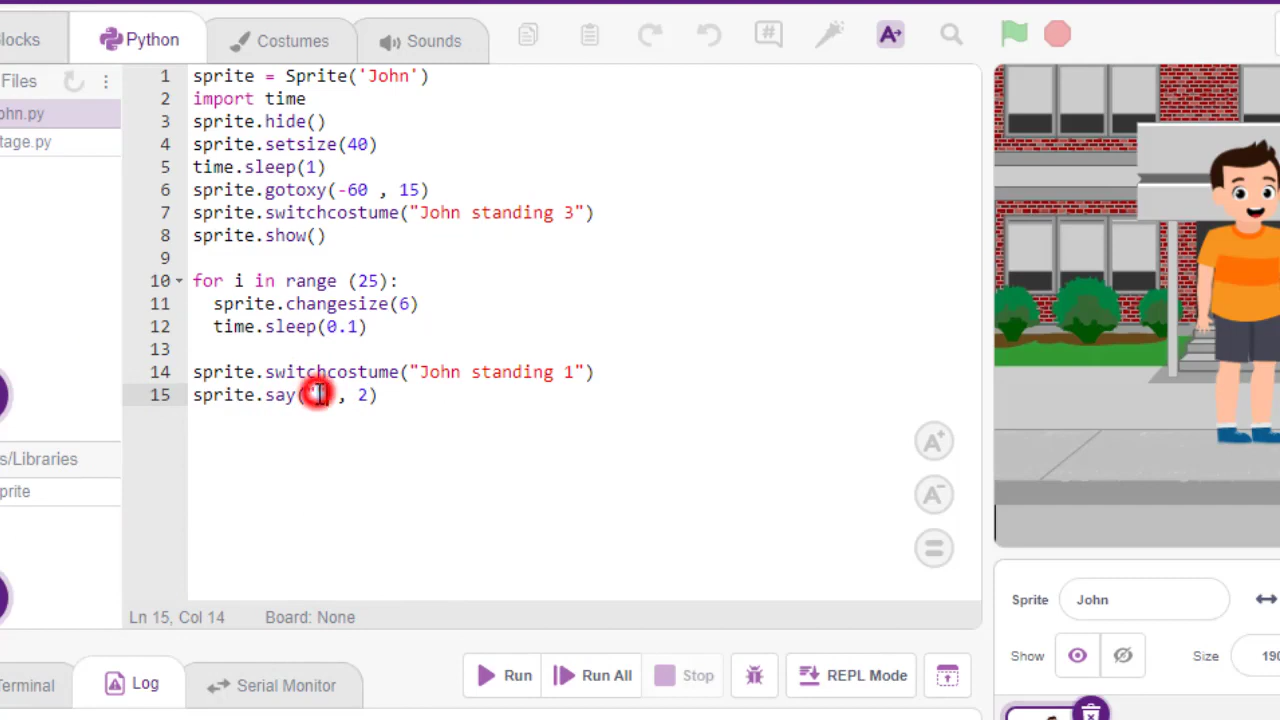 locks
Python
Costumes
Sounds
Files
ohn.py
tage.py
s/Libraries
prite
1 sprite = Sprite('John')
2 import time
3 sprite.hide()
4 sprite.setsize(40)
5 time.sleep(1)
6 sprite.gotoxy(-60 , 15)
7 sprite.switchcostume("John standing 3")
8 sprite.show()
9
10 for i in range (25):
11 sprite.changesize(6)
12 time.sleep(0.1)
13
14 sprite.switchcostume("John standing 1")
15 sprite.say( , 2)
A+
A-
Ln 15, Col 14 Board: None
Sprite John
Show
Size 190
Terminal
Log
Serial Monitor
Run
Run All
Stop
REPL Mode